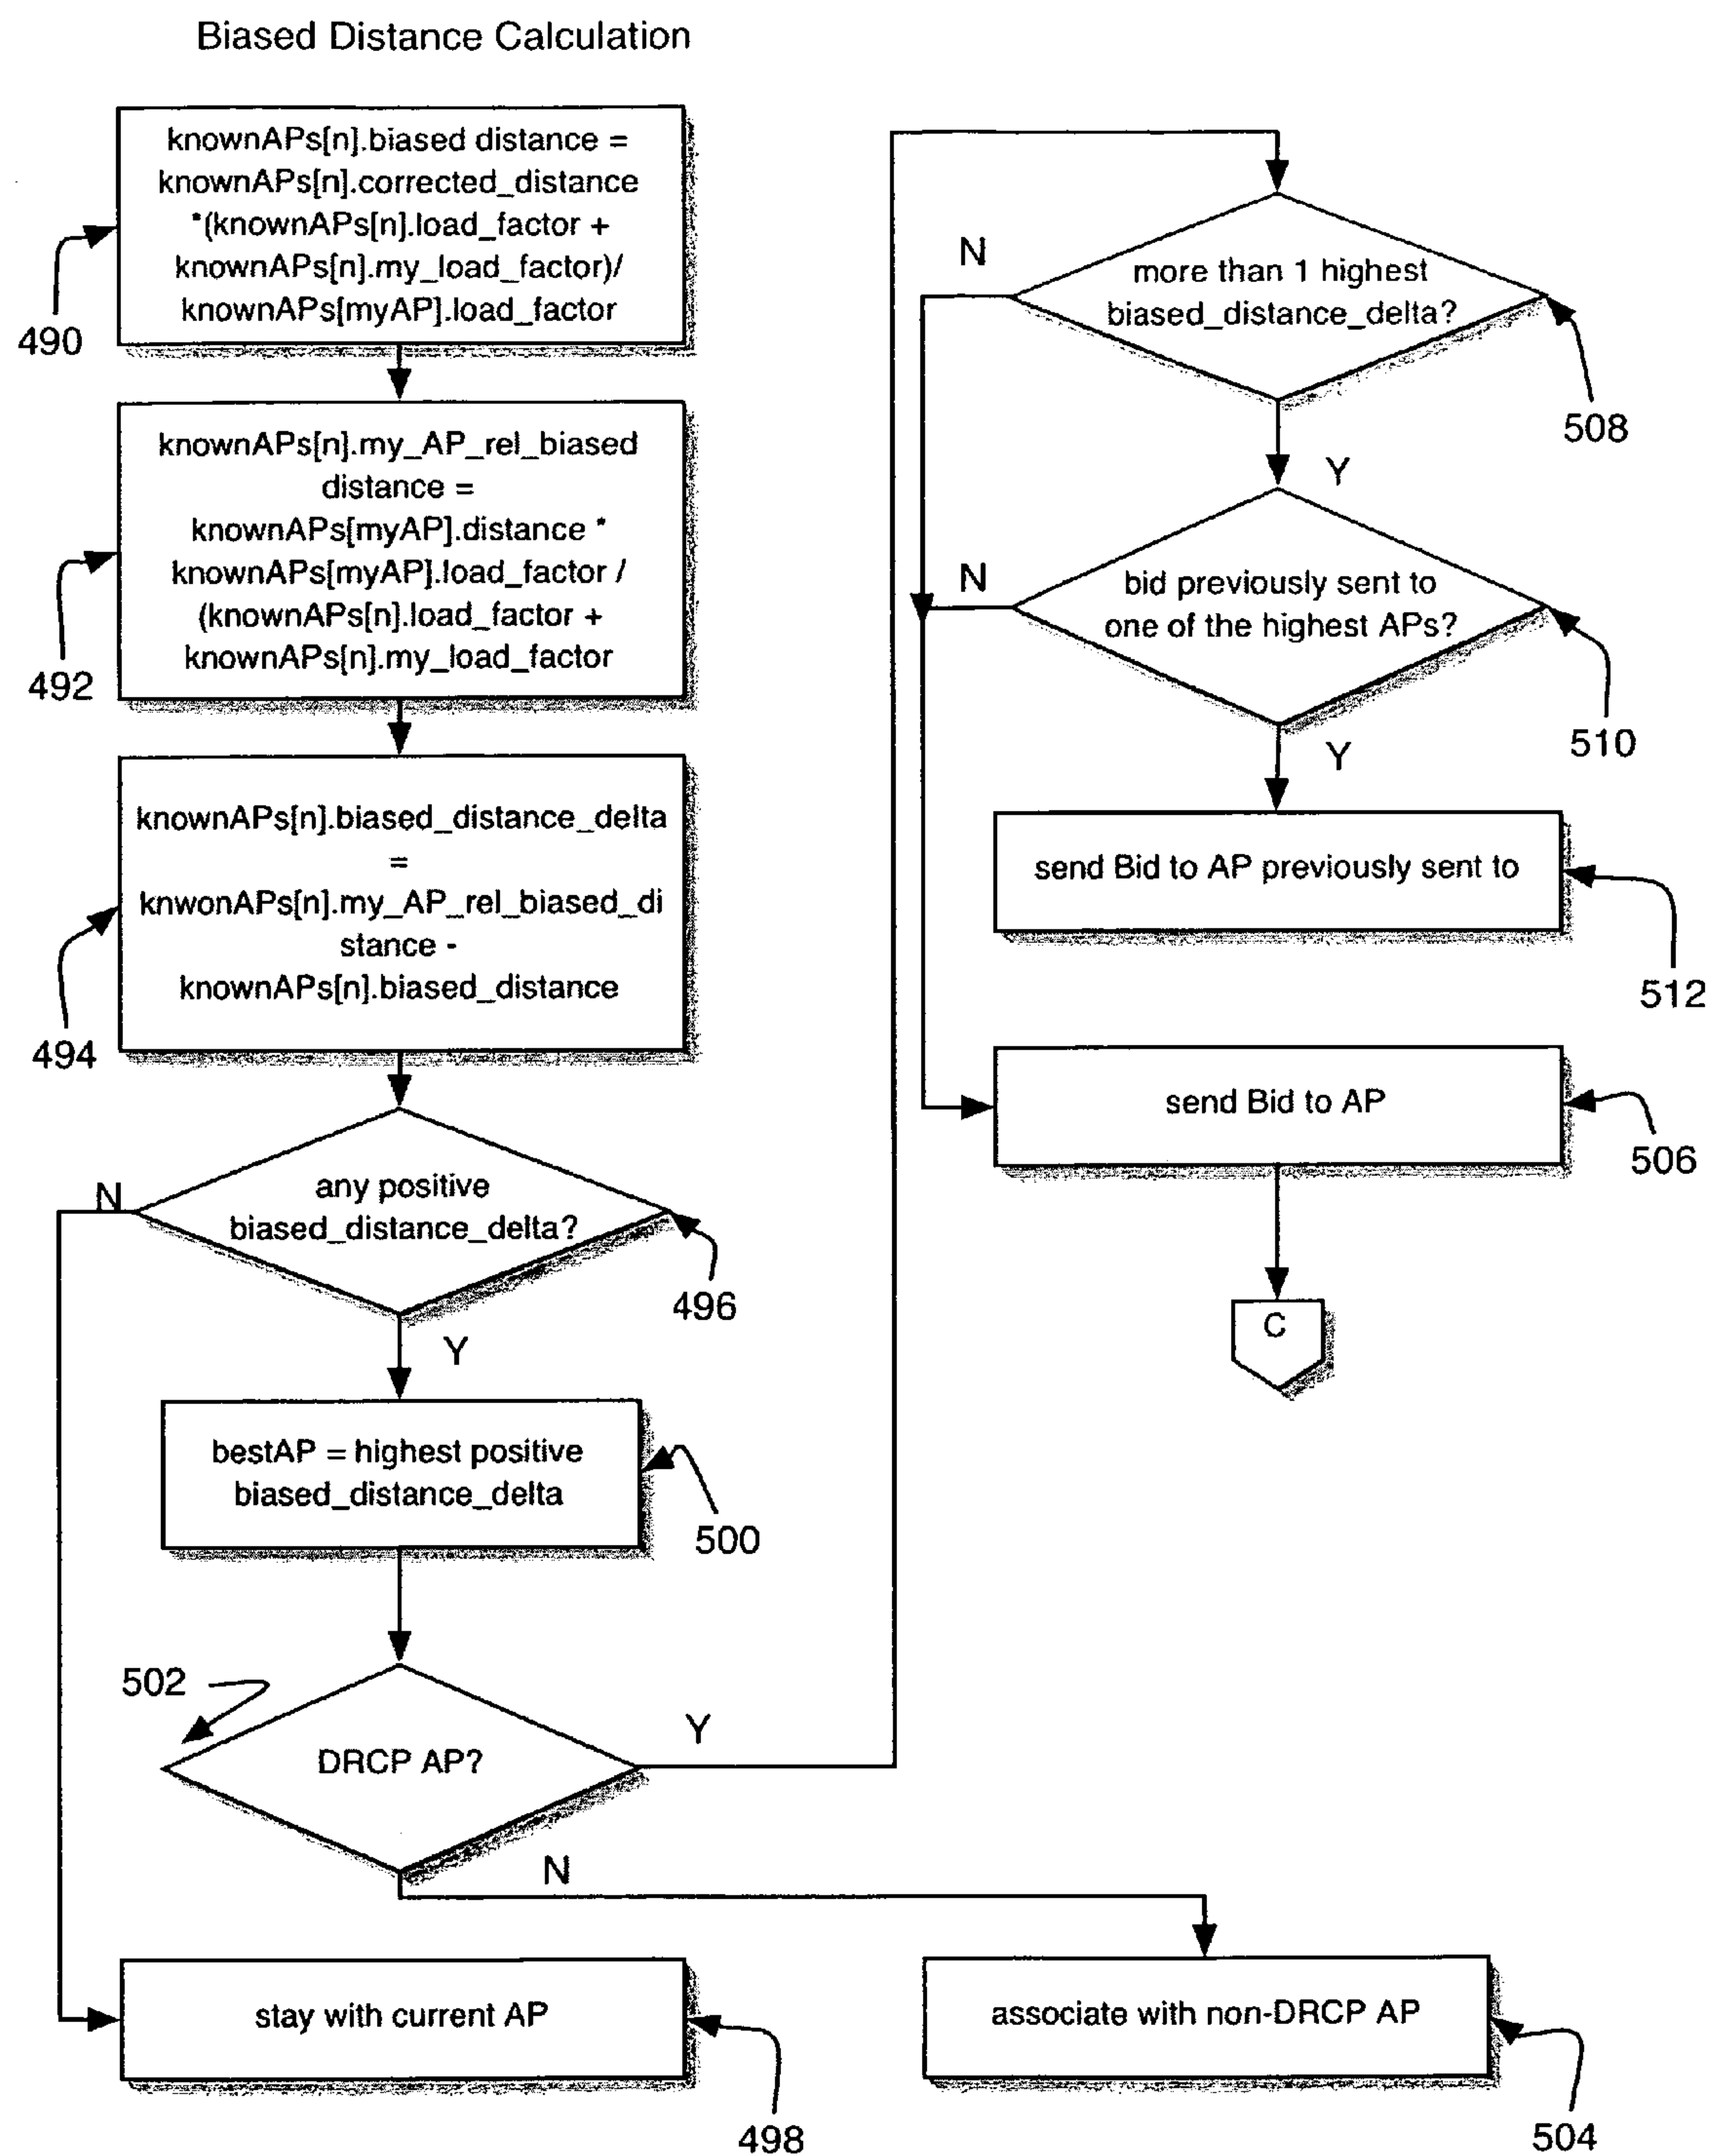 Biased Distance Calculation
knownAPs[n].biased distance =
knownAPs[n].corrected_distance
*(knownAPs[n].load_factor +
knownAPs[n].my_load_factor)/
knownAPs[myAP].load_factor
490
knownAPs[n].my_AP_rel_biased
distance =
knownAPs[myAP].distance *
knownAPs[myAP].load_factor /
(knownAPs[n].load_factor +
knownAPs[n].my_load_factor
492
knownAPs[n].biased_distance_delta
=
knwonAPs[n].my_AP_rel_biased_di
stance -
knownAPs[n].biased_distance
494
N
any positive
biased_distance_delta?
496
Y
bestAP = highest positive
biased_distance_delta
500
502
DRCP AP?
Y
N
stay with current AP
498
associate with non-DRCP AP
504
N
more than 1 highest
biased_distance_delta?
508
Y
N
bid previously sent to
one of the highest APs?
510
Y
send Bid to AP previously sent to
512
send Bid to AP
506
C